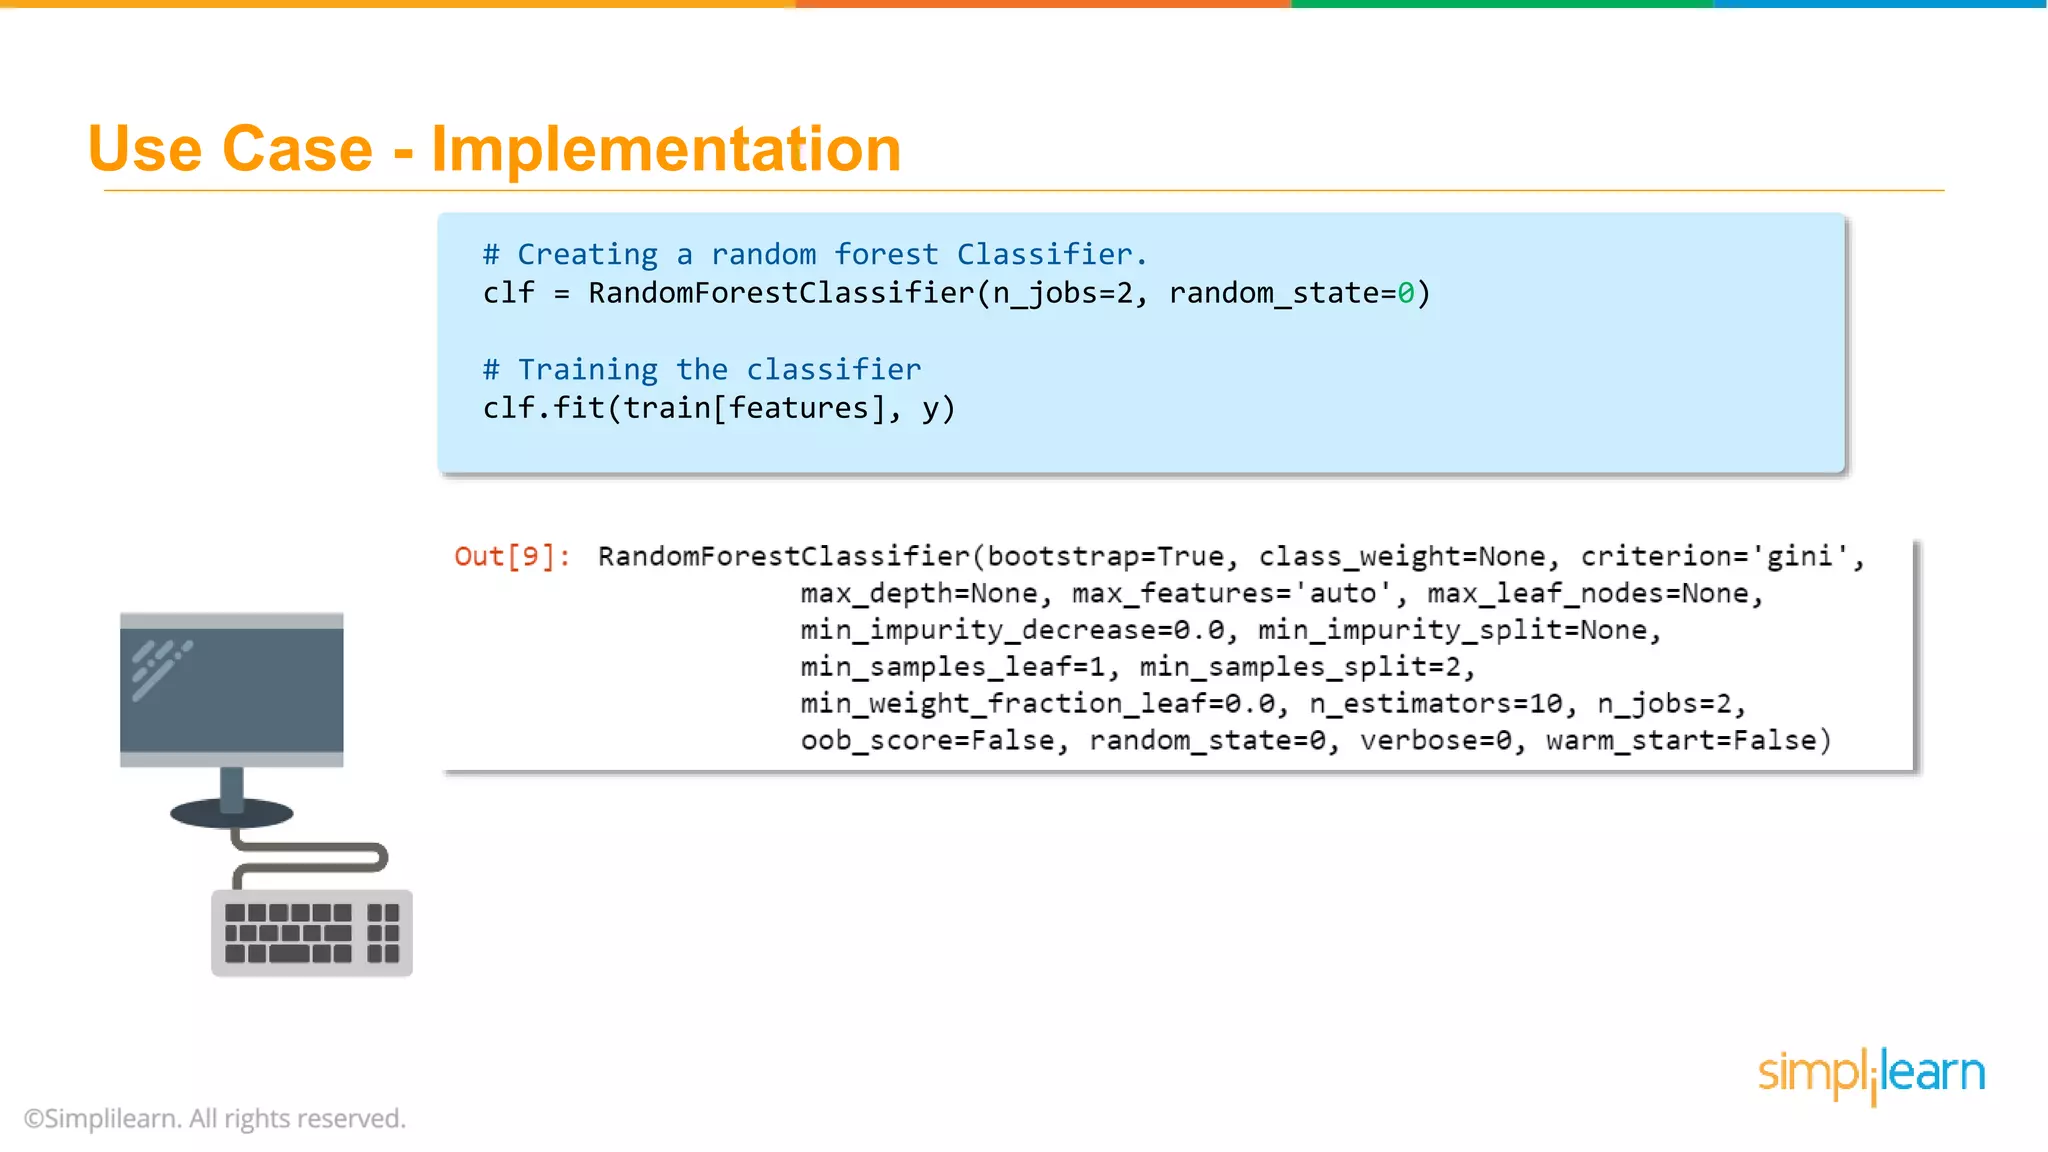 Use Case - Implementation
# Creating a random forest Classifier.
clf = RandomForestClassifier(n_jobs=2, random_state=0)
# Training the classifier
clf.fit(train[features], y)
Out[9]: RandomForestClassifier(bootstrap=True, class_weight=None, criterion='gini',
max_depth=None, max_features='auto', max_leaf_nodes=None,
min_impurity_decrease=0.0, min_impurity_split=None,
min_samples_leaf=1, min_samples_split=2,
min_weight_fraction_leaf=0.0, n_estimators=10, n_jobs=2,
oob_score=False, random_state=0, verbose=0, warm_start=False)
simplilearn
©Simplilearn. All rights reserved.